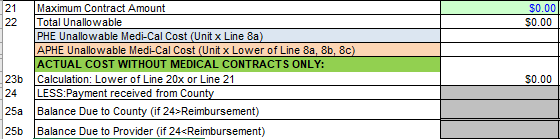 21 Maximum Contract Amount $0.00
22 Total Unallowable $0.00
PHE Unallowable Medi-Cal Cost (Unit x Line 8a)
APHE Unallowable Medi-Cal Cost (Unit x Lower of Line 8a, 8b, 8c)
ACTUAL COST WITHOUT MEDICAL CONTRACTS ONLY:
23b Calculation: Lower of Line 20x or Line 21 $0.00
24 LESS:Payment received from County
25a Balance Due to County (if 24>Reimbursement)
25b Balance Due to Provider (if 24<Reimbursement)